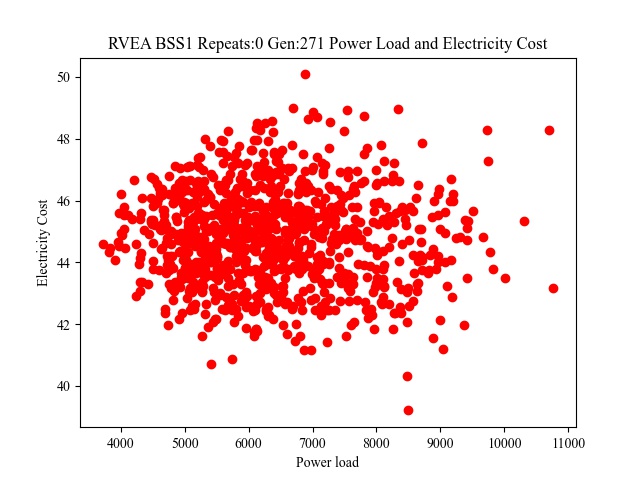 RVEA BSS1 Repeats:0 Gen:271 Power Load and Electricity Cost
50
48
46
44
42
40
Electricity Cost
4000 5000 6000 7000 8000 9000 10000 11000
Power load